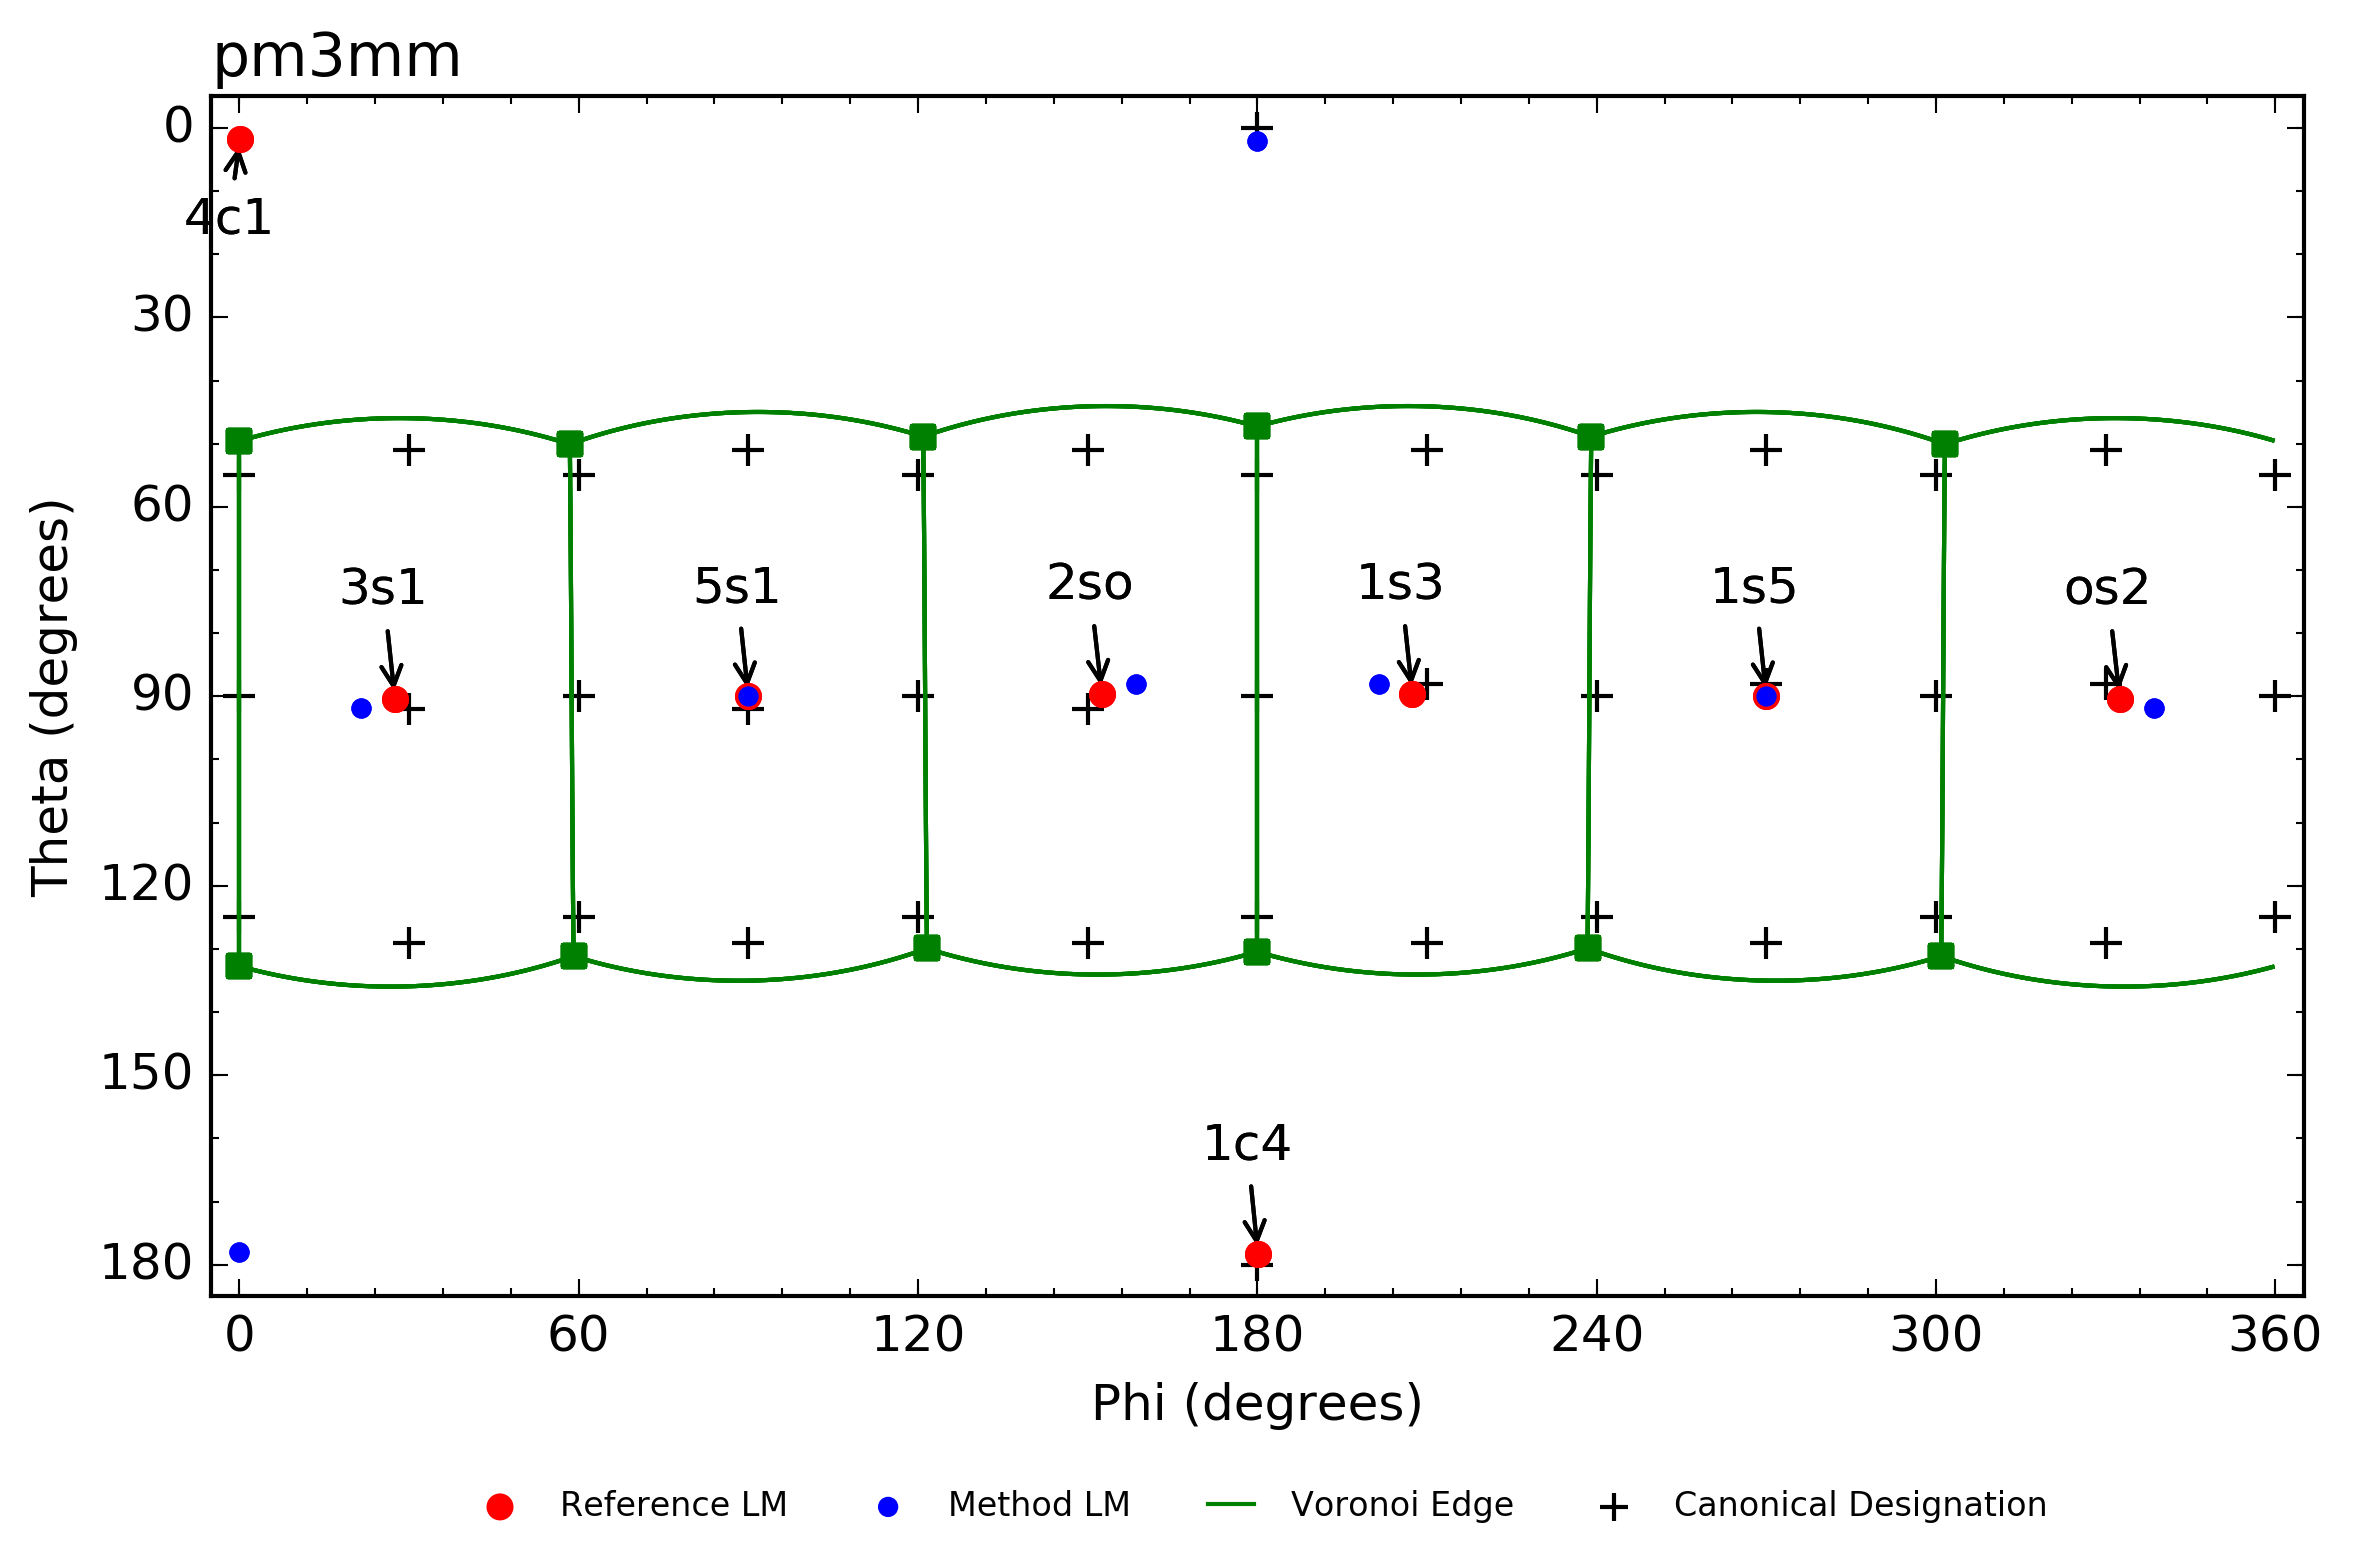 pm3mm
0
4c1
30
60
3s1 5s1 2so 1s3 1s5 os2
90
120
150
1c4
180
0 60 120 180 240 300 360
Theta (degrees)
Phi (degrees)
Reference LM Method LM Voronoi Edge Canonical Designation